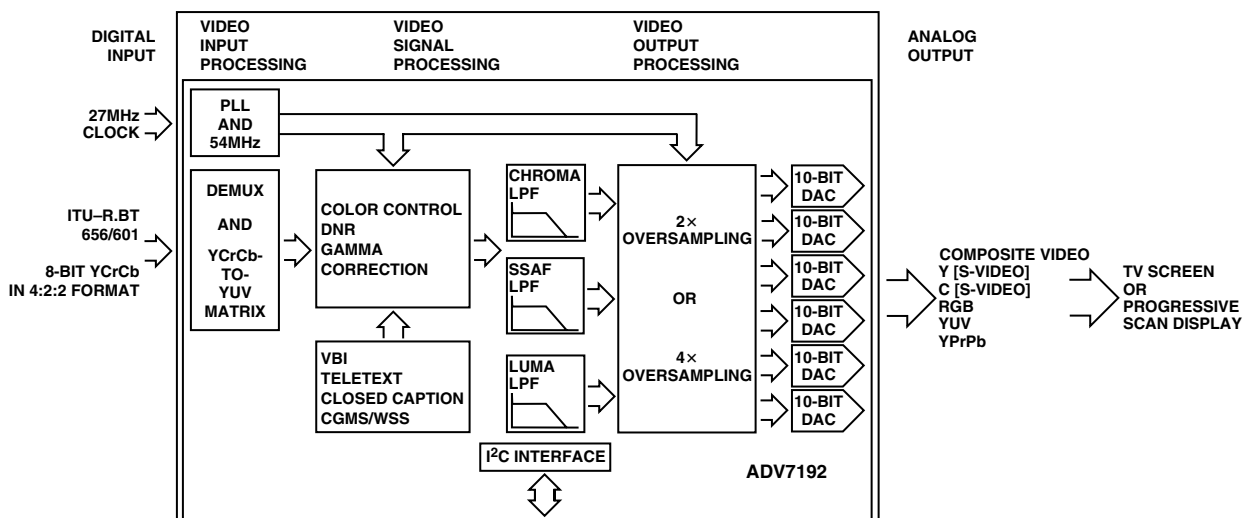 DIGITAL
INPUT
VIDEO
INPUT
PROCESSING
VIDEO
SIGNAL
PROCESSING
VIDEO
OUTPUT
PROCESSING
ANALOG
OUTPUT
27MHz
CLOCK
PLL
AND
54MHz
ITU–R.BT
656/601
8-BIT YCrCb
IN 4:2:2 FORMAT
DEMUX
AND
YCrCb-
TO-
YUV
MATRIX
COLOR CONTROL
DNR
GAMMA
CORRECTION
VBI
TELETEXT
CLOSED CAPTION
CGMS/WSS
CHROMA
LPF
SSAF
LPF
LUMA
LPF
I²C INTERFACE
2×
OVERSAMPLING
OR
4×
OVERSAMPLING
10-BIT
DAC
10-BIT
DAC
10-BIT
DAC
10-BIT
DAC
10-BIT
DAC
10-BIT
DAC
ADV7192
COMPOSITE VIDEO
Y [S-VIDEO]
C [S-VIDEO]
RGB
YUV
YPrPb
TV SCREEN
OR
PROGRESSIVE
SCAN DISPLAY